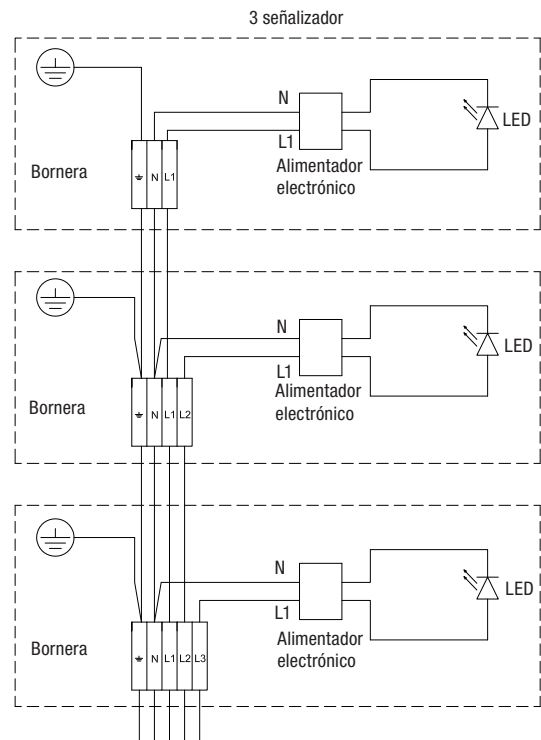 3 señalizador
N
L1
LED
Alimentador
electrónico
Bornera
N L1
N
L1
LED
Alimentador
electrónico
Bornera
N L1 L2
N
L1
LED
Alimentador
electrónico
Bornera
N L1 L2 L3